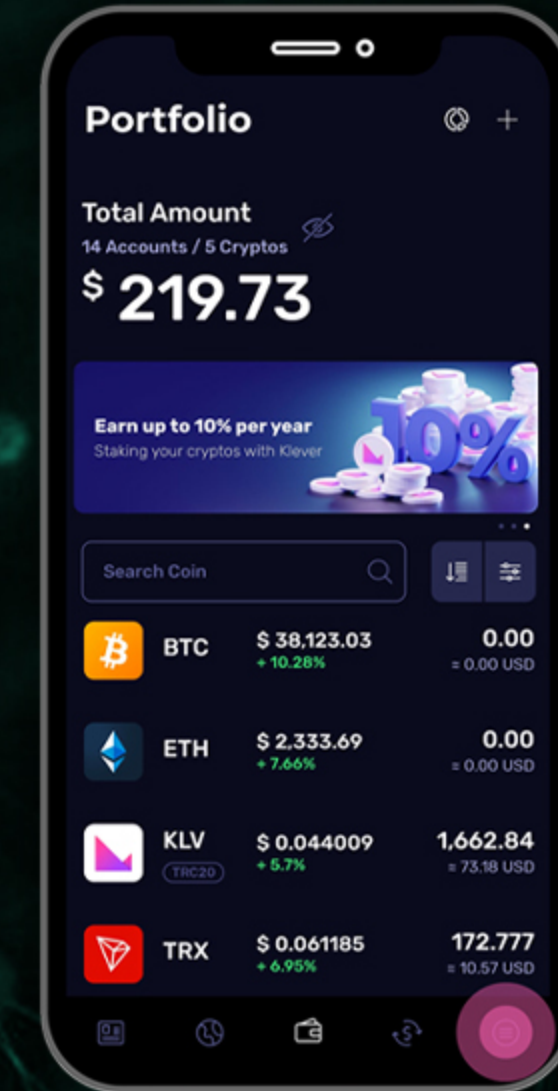 Portfolio
Total Amount
14 Accounts / 5 Cryptos
$ 219.73
Earn up to 10% per year
Staking your cryptos with Klever
10%
Search Coin
BTC $ 38,123.03 0.00
+ 10.28% = 0.00 USD
ETH $ 2,333.69 0.00
+ 7.66% = 0.00 USD
KLV $ 0.044009 1,662.84
TRC20 + 5.7% = 73.18 USD
TRX $ 0.061185 172.777
+ 6.95% = 10.57 USD